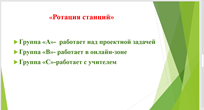 «Ротация станций»
Группа «А»- работает над проектной задачей
Группа «В»- работает в онлайн-зоне
Группа «С»-работает с учителем